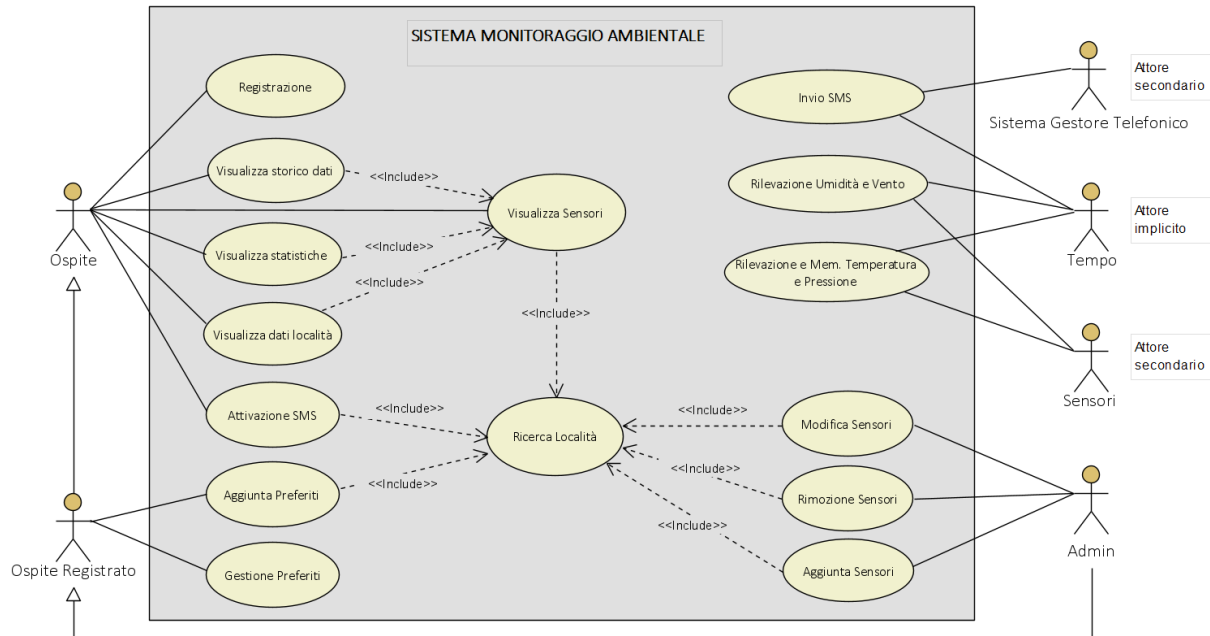 SISTEMA MONITORAGGIO AMBIENTALE
Registrazione
Visualizza storico dati
<<Include>>
Visualizza Sensori
Ospite
Visualizza statistiche
<<Include>>
<<Include>>
Visualizza dati località
<<Include>>
Attivazione SMS
<<Include>>
Ricerca Località
Aggiunta Preferiti
<<Include>>
Ospite Registrato
Gestione Preferiti
Invio SMS
Attore
secondario
Sistema Gestore Telefonico
Rilevazione Umidità e Vento
Attore
implicito
Tempo
Rilevazione e Mem. Temperatura
e Pressione
Attore
secondario
Sensori
<<Include>>
Modifica Sensori
<<Include>>
Rimozione Sensori
<<Include>>
Aggiunta Sensori
Admin